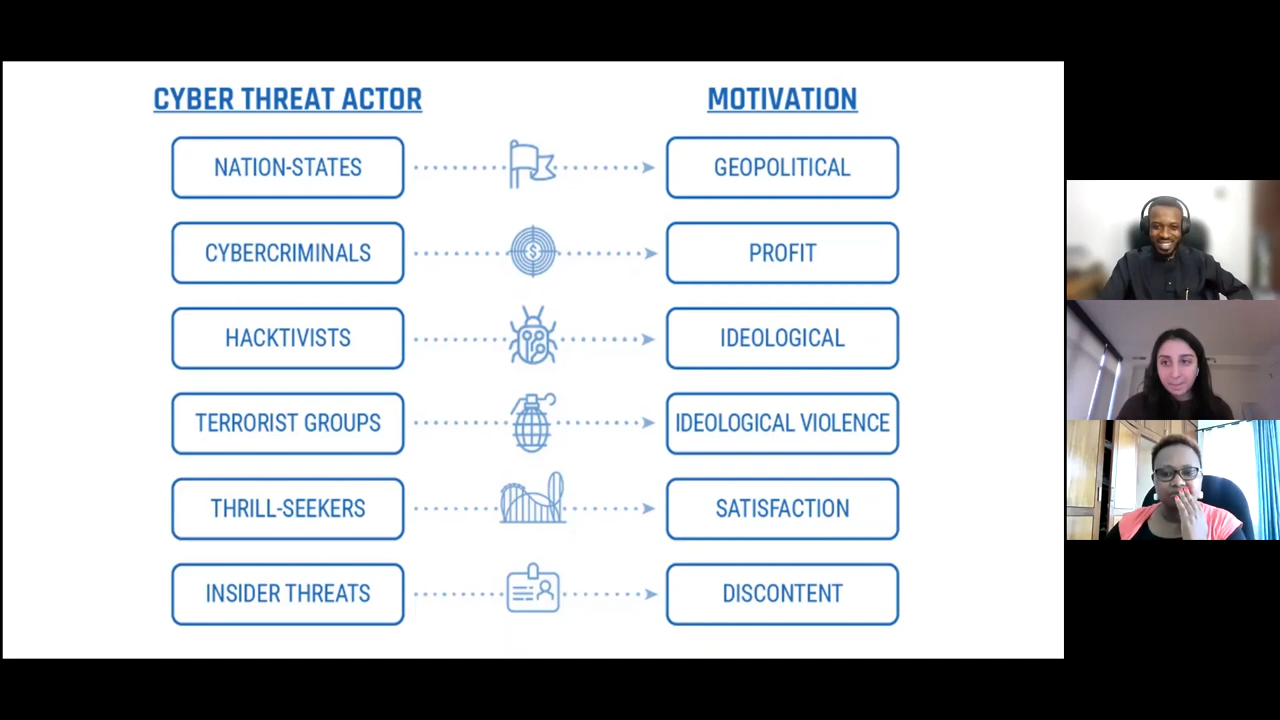 CYBER THREAT ACTOR
MOTIVATION
NATION-STATES
GEOPOLITICAL
CYBERCRIMINALS
$
PROFIT
HACKTIVISTS
IDEOLOGICAL
TERRORIST GROUPS
IDEOLOGICAL VIOLENCE
THRILL-SEEKERS
SATISFACTION
INSIDER THREATS
DISCONTENT